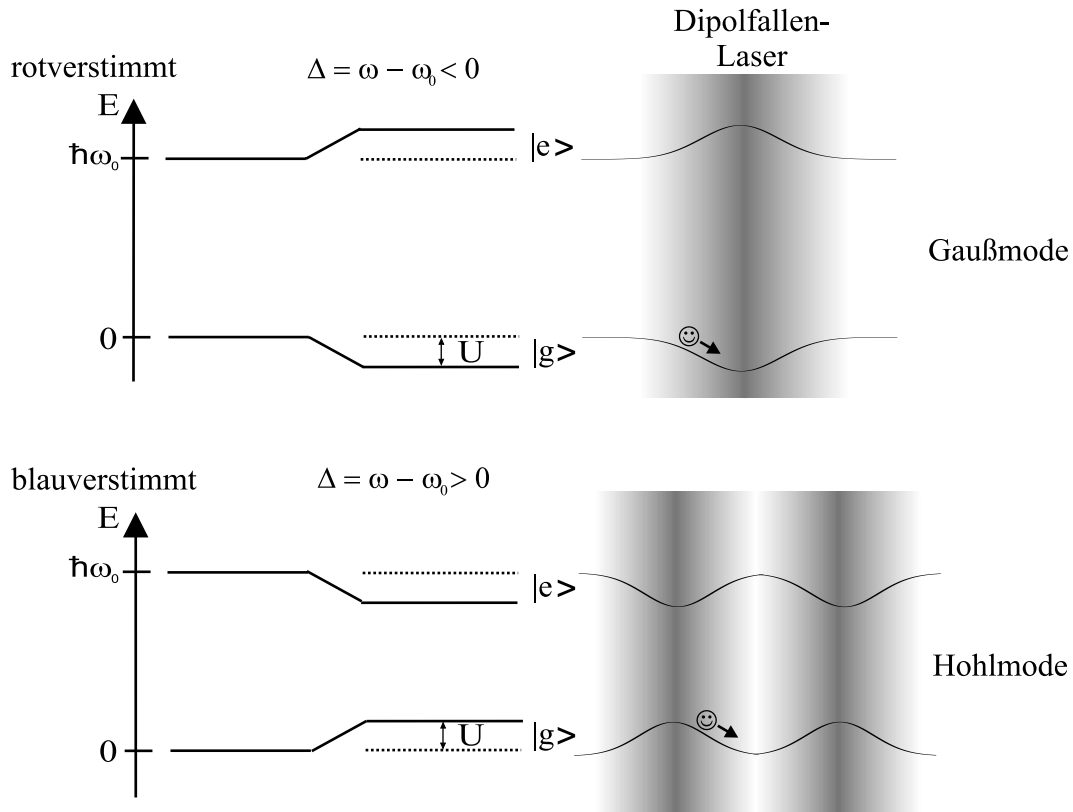 Dipolfallen-
Laser
rotverstimmt
Δ = ω − ω₀ < 0
E
ħω₀
|e>
Gaußmode
0
U
|g>
blauverstimmt
Δ = ω − ω₀ > 0
E
ħω₀
|e>
Hohlmode
0
U
|g>